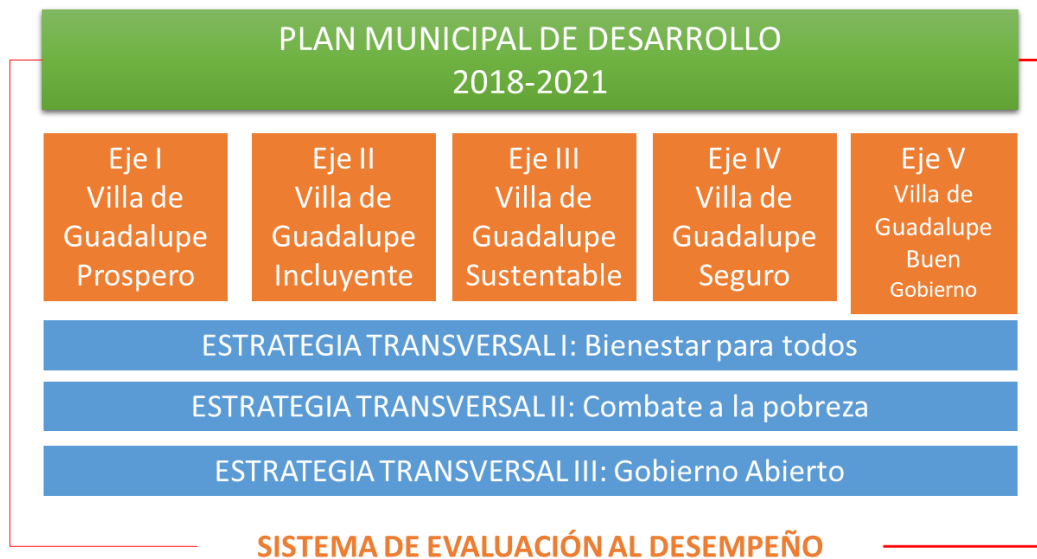 PLAN MUNICIPAL DE DESARROLLO
2018-2021
Eje I
Villa de
Guadalupe
Prospero
Eje II
Villa de
Guadalupe
Incluyente
Eje III
Villa de
Guadalupe
Sustentable
Eje IV
Villa de
Guadalupe
Seguro
Eje V
Villa de
Guadalupe
Buen
Gobierno
ESTRATEGIA TRANSVERSAL I: Bienestar para todos
ESTRATEGIA TRANSVERSAL II: Combate a la pobreza
ESTRATEGIA TRANSVERSAL III: Gobierno Abierto
SISTEMA DE EVALUACIÓN AL DESEMPEÑO